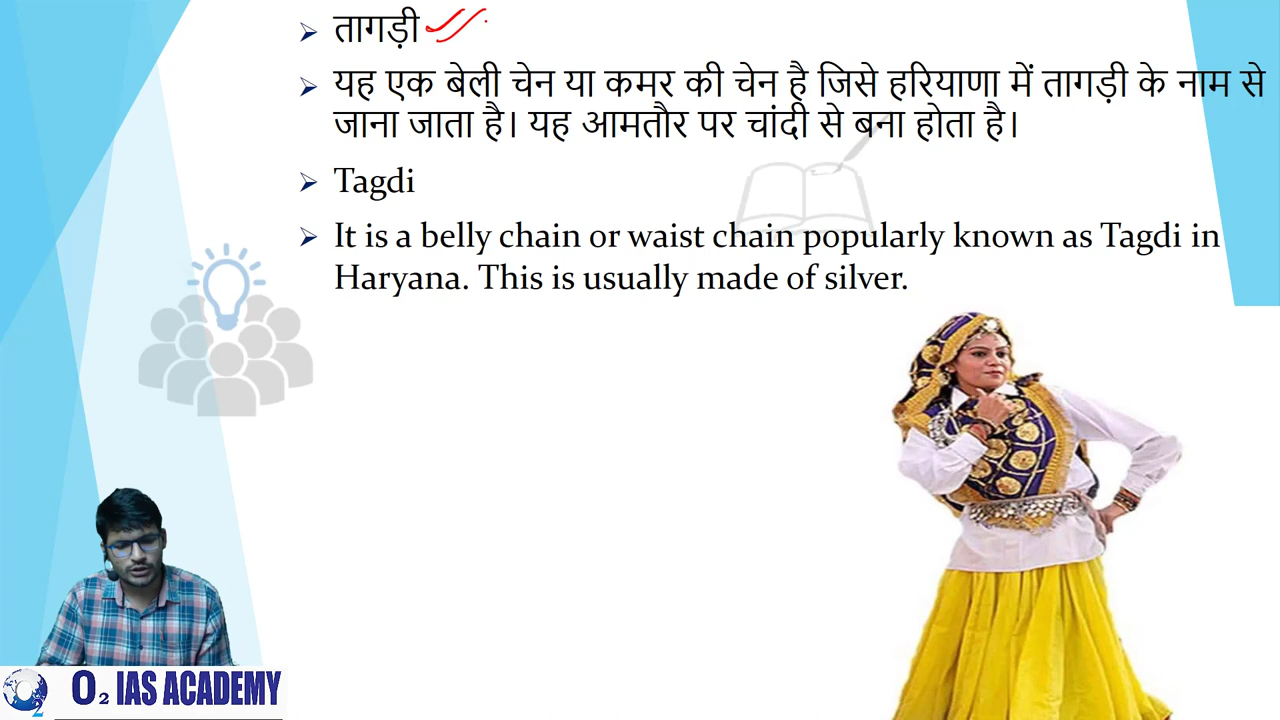 तागड़ी
यह एक बेली चेन या कमर की चेन है जिसे हरियाणा में तागड़ी के नाम से
जाना जाता है। यह आमतौर पर चांदी से बना होता है।
Tagdi
It is a belly chain or waist chain popularly known as Tagdi in
Haryana. This is usually made of silver.
2 O2 IAS ACADEMY